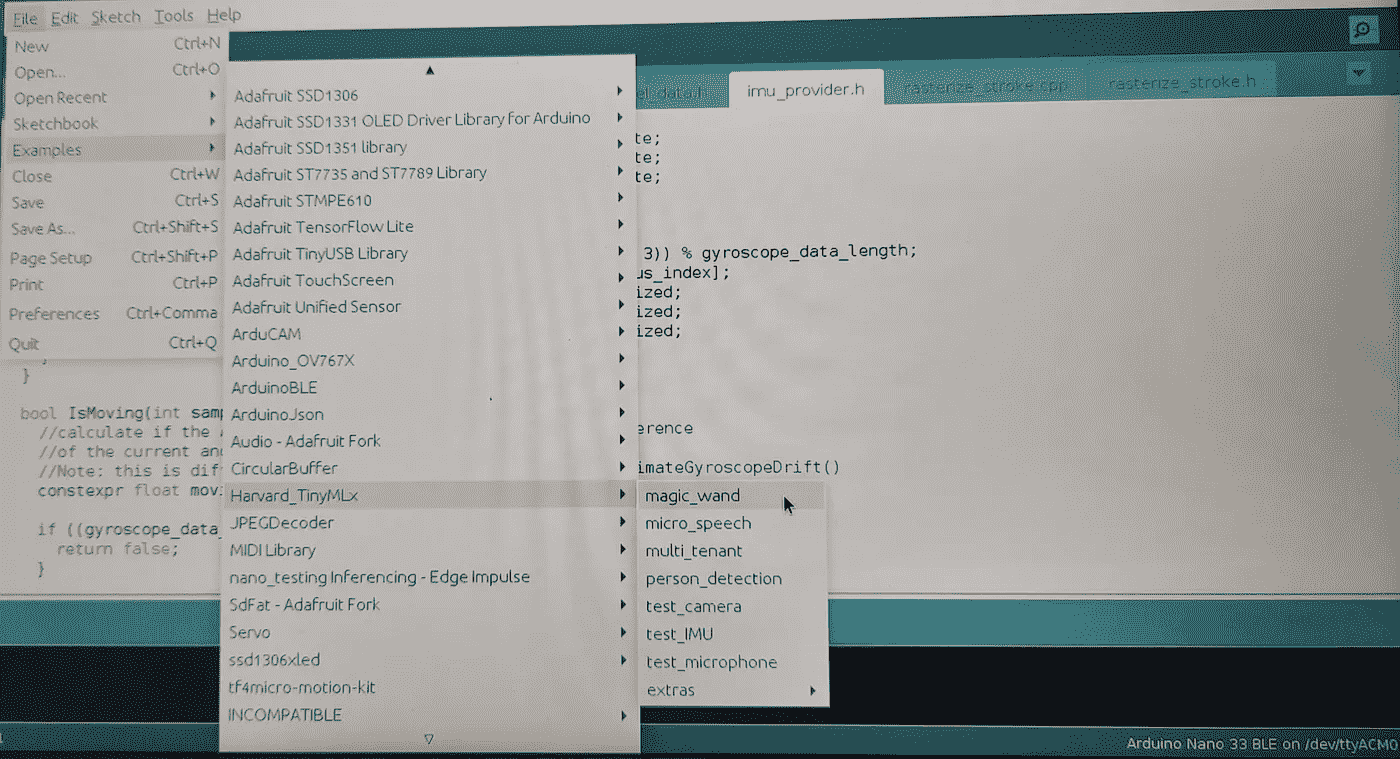 File Edit Sketch Tools Help
New Ctrl+N
Open... Ctrl+O
Open Recent
Sketchbook
Examples
Close Ctrl+W
Save Ctrl+S
Save As... Ctrl+Shift+S
Page Setup Ctrl+Shift+P
Print Ctrl+P
Preferences Ctrl+Comma
Quit Ctrl+Q
Adafruit SSD1306
Adafruit SSD1331 OLED Driver Library for Arduino
Adafruit SSD1351 library
Adafruit ST7735 and ST7789 Library
Adafruit STMPE610
Adafruit TensorFlow Lite
Adafruit TinyUSB Library
Adafruit TouchScreen
Adafruit Unified Sensor
ArduCAM
Arduino_OV767X
ArduinoBLE
ArduinoJson
Audio - Adafruit Fork
CircularBuffer
Harvard_TinyMLx
JPEGDecoder
MIDI Library
nano_testing Inferencing - Edge Impulse
SdFat - Adafruit Fork
Servo
ssd1306xled
tf4micro-motion-kit
INCOMPATIBLE
magic_wand
micro_speech
multi_tenant
person_detection
test_camera
test_IMU
test_microphone
extras
el_data.h imu_provider.h rasterize_stroke.cpp rasterize_stroke.h
te;
te;
te;
3)) % gyroscope_data_length;
us_index];
ized;
ized;
ized;
erence
imateGyroscopeDrift()
}
bool IsMoving(int samp
//calculate if the
//of the current and
//Note: this is dif
constexpr float mov
if ((gyroscope_data_
return false;
}
Arduino Nano 33 BLE on /dev/ttyACM0